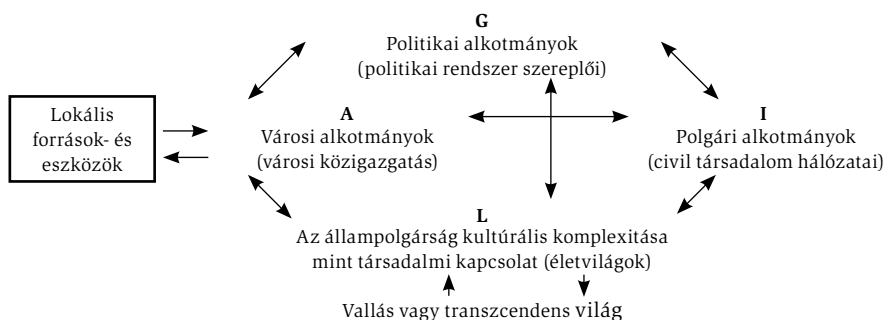 G
Politikai alkotmányok
(politikai rendszer szereplői)
Lokális
források- és
eszközök
A
Városi alkotmányok
(városi közigazgatás)
I
Polgári alkotmányok
(civil társadalom hálózatai)
L
Az állampolgárság kultúrális komplexitása
mint társadalmi kapcsolat (életvilágok)
Vallás vagy transzcendens világ